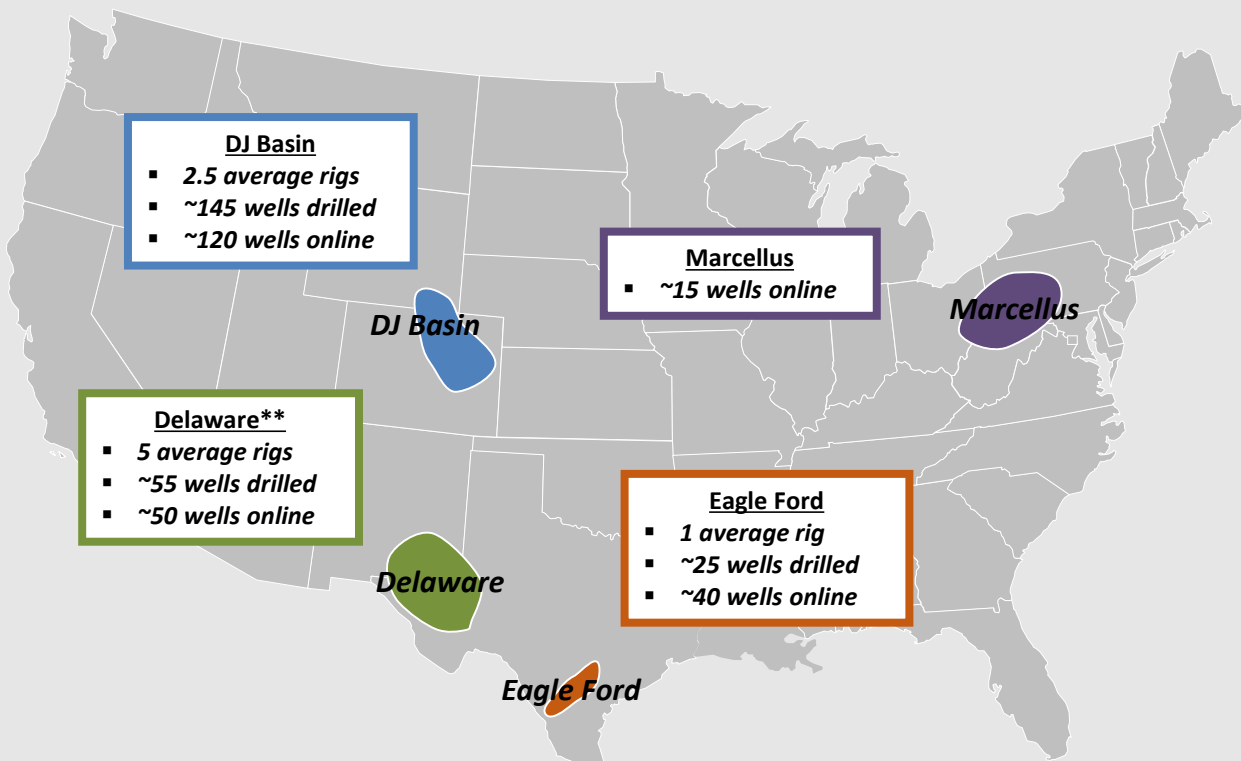 DJ Basin
▪ 2.5 average rigs
▪ ~145 wells drilled
▪ ~120 wells online
Marcellus
▪ ~15 wells online
Marcellus
DJ Basin
Delaware**
▪ 5 average rigs
▪ ~55 wells drilled
▪ ~50 wells online
Eagle Ford
▪ 1 average rig
▪ ~25 wells drilled
▪ ~40 wells online
Delaware
Eagle Ford